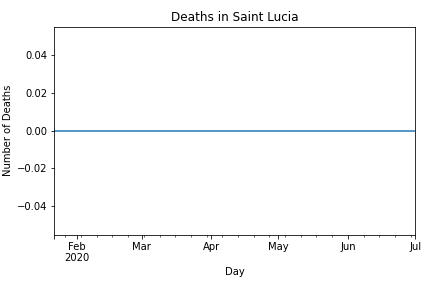 Deaths in Saint Lucia
Number of Deaths
0.04
0.02
0.00
−0.02
−0.04
Feb
2020
Mar
Apr
May
Jun
Jul
Day